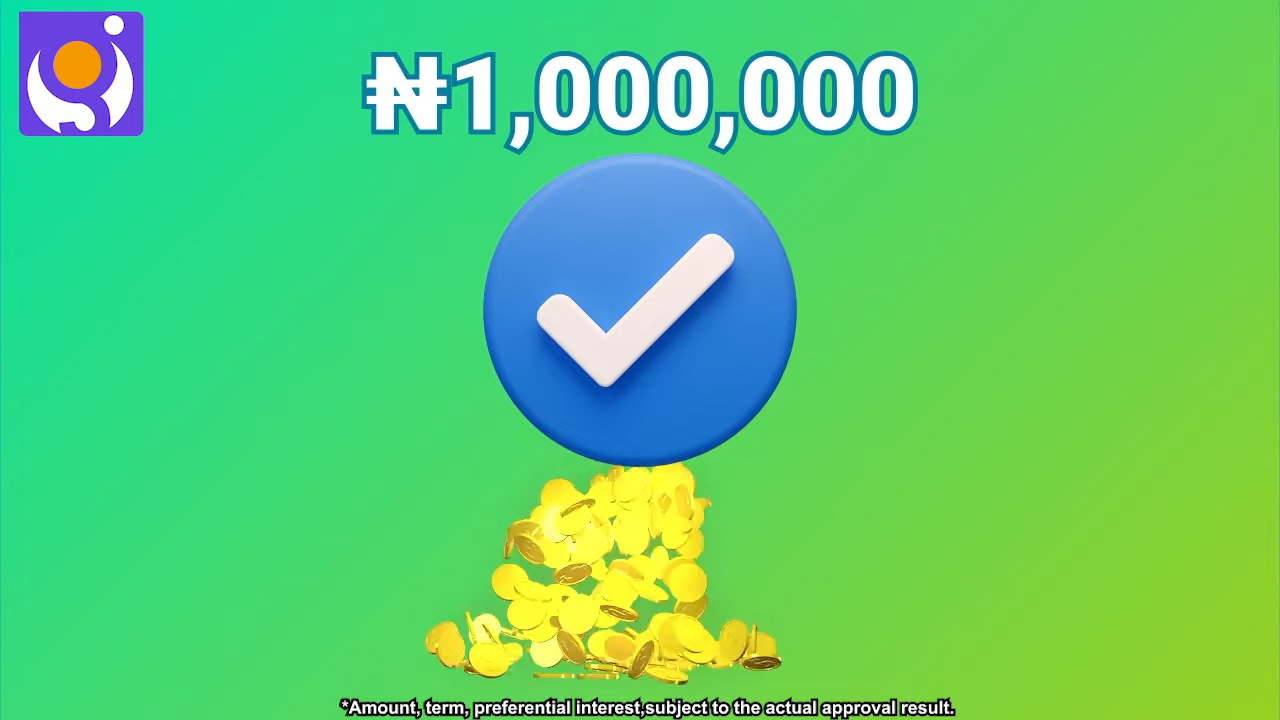 ₦1,000,000
*Amount, term, preferential interest,subject to the actual approval result.